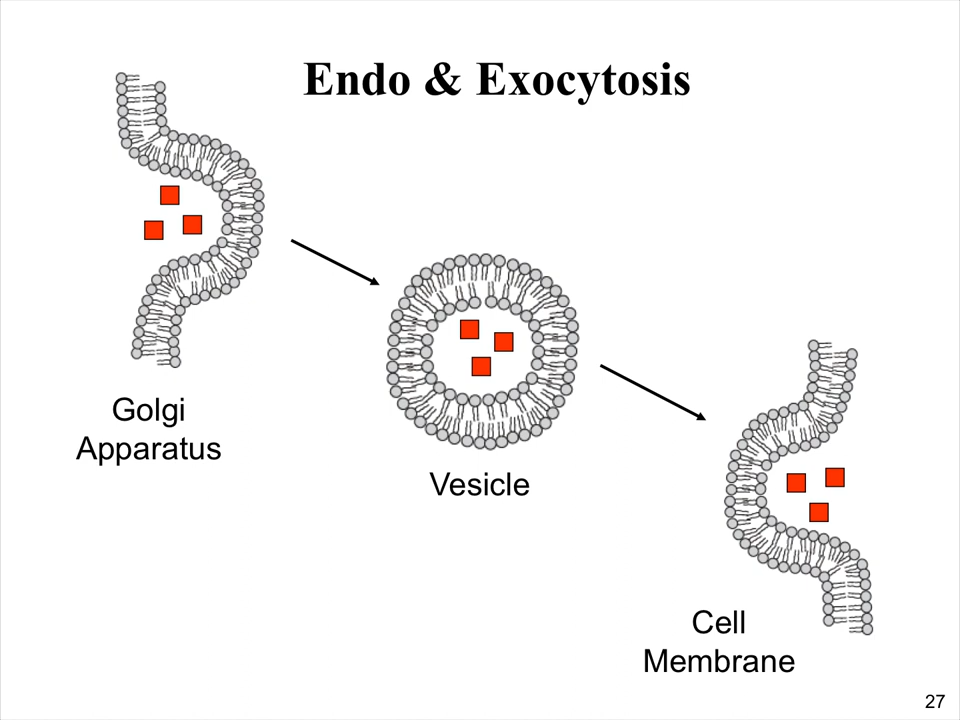 Endo & Exocytosis
Golgi
Apparatus
Vesicle
Cell
Membrane
27